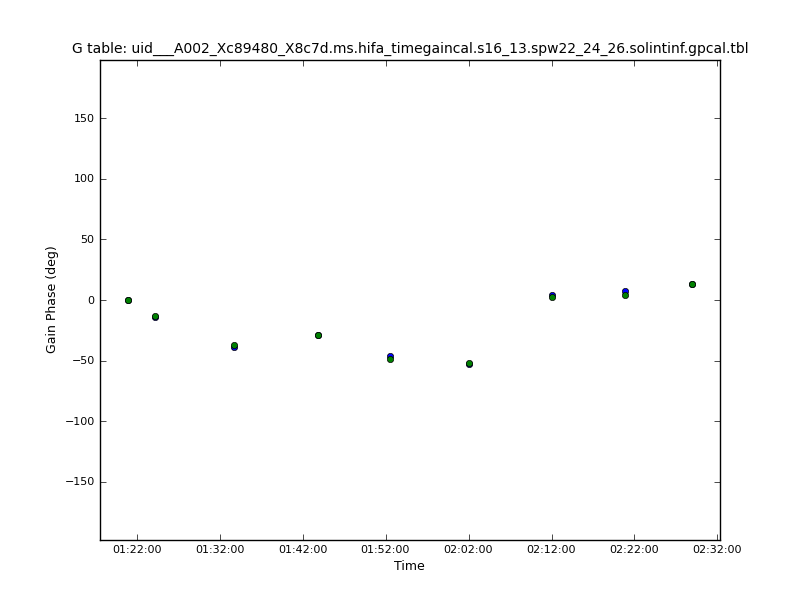 G table: uid___A002_Xc89480_X8c7d.ms.hifa_timegaincal.s16_13.spw22_24_26.solintinf.gpcal.tbl
Gain Phase (deg)
150
100
50
0
−50
−100
−150
01:22:00 01:32:00 01:42:00 01:52:00 02:02:00 02:12:00 02:22:00 02:32:00
Time